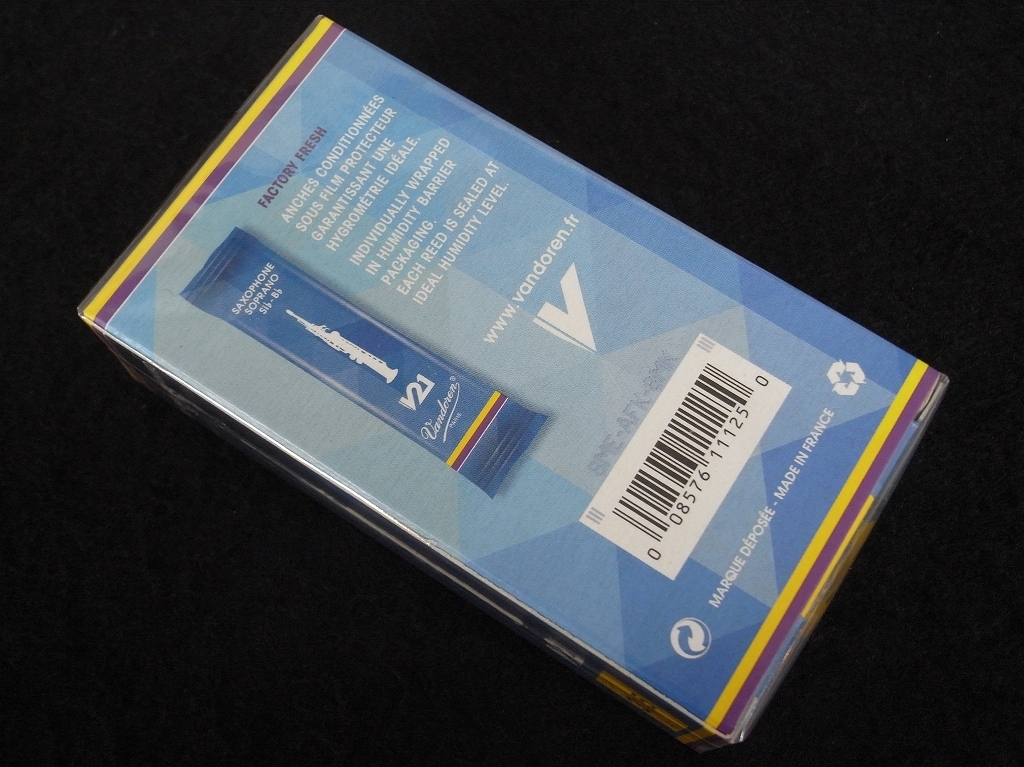 FACTORY FRESH
ANCHES CONDITIONNÉES
SOUS FILM PROTECTEUR
GARANTISSANT UNE
HYGROMÉTRIE IDÉALE.
INDIVIDUALLY WRAPPED
IN HUMIDITY BARRIER
PACKAGING.
EACH REED IS SEALED AT
IDEAL HUMIDITY LEVEL.
SAXOPHONE
SOPRANO
Si♭ - B♭
V21
Vandoren®
PARIS
www.vandoren.fr
V
0 08576 11125 0
MARQUE DÉPOSÉE - MADE IN FRANCE